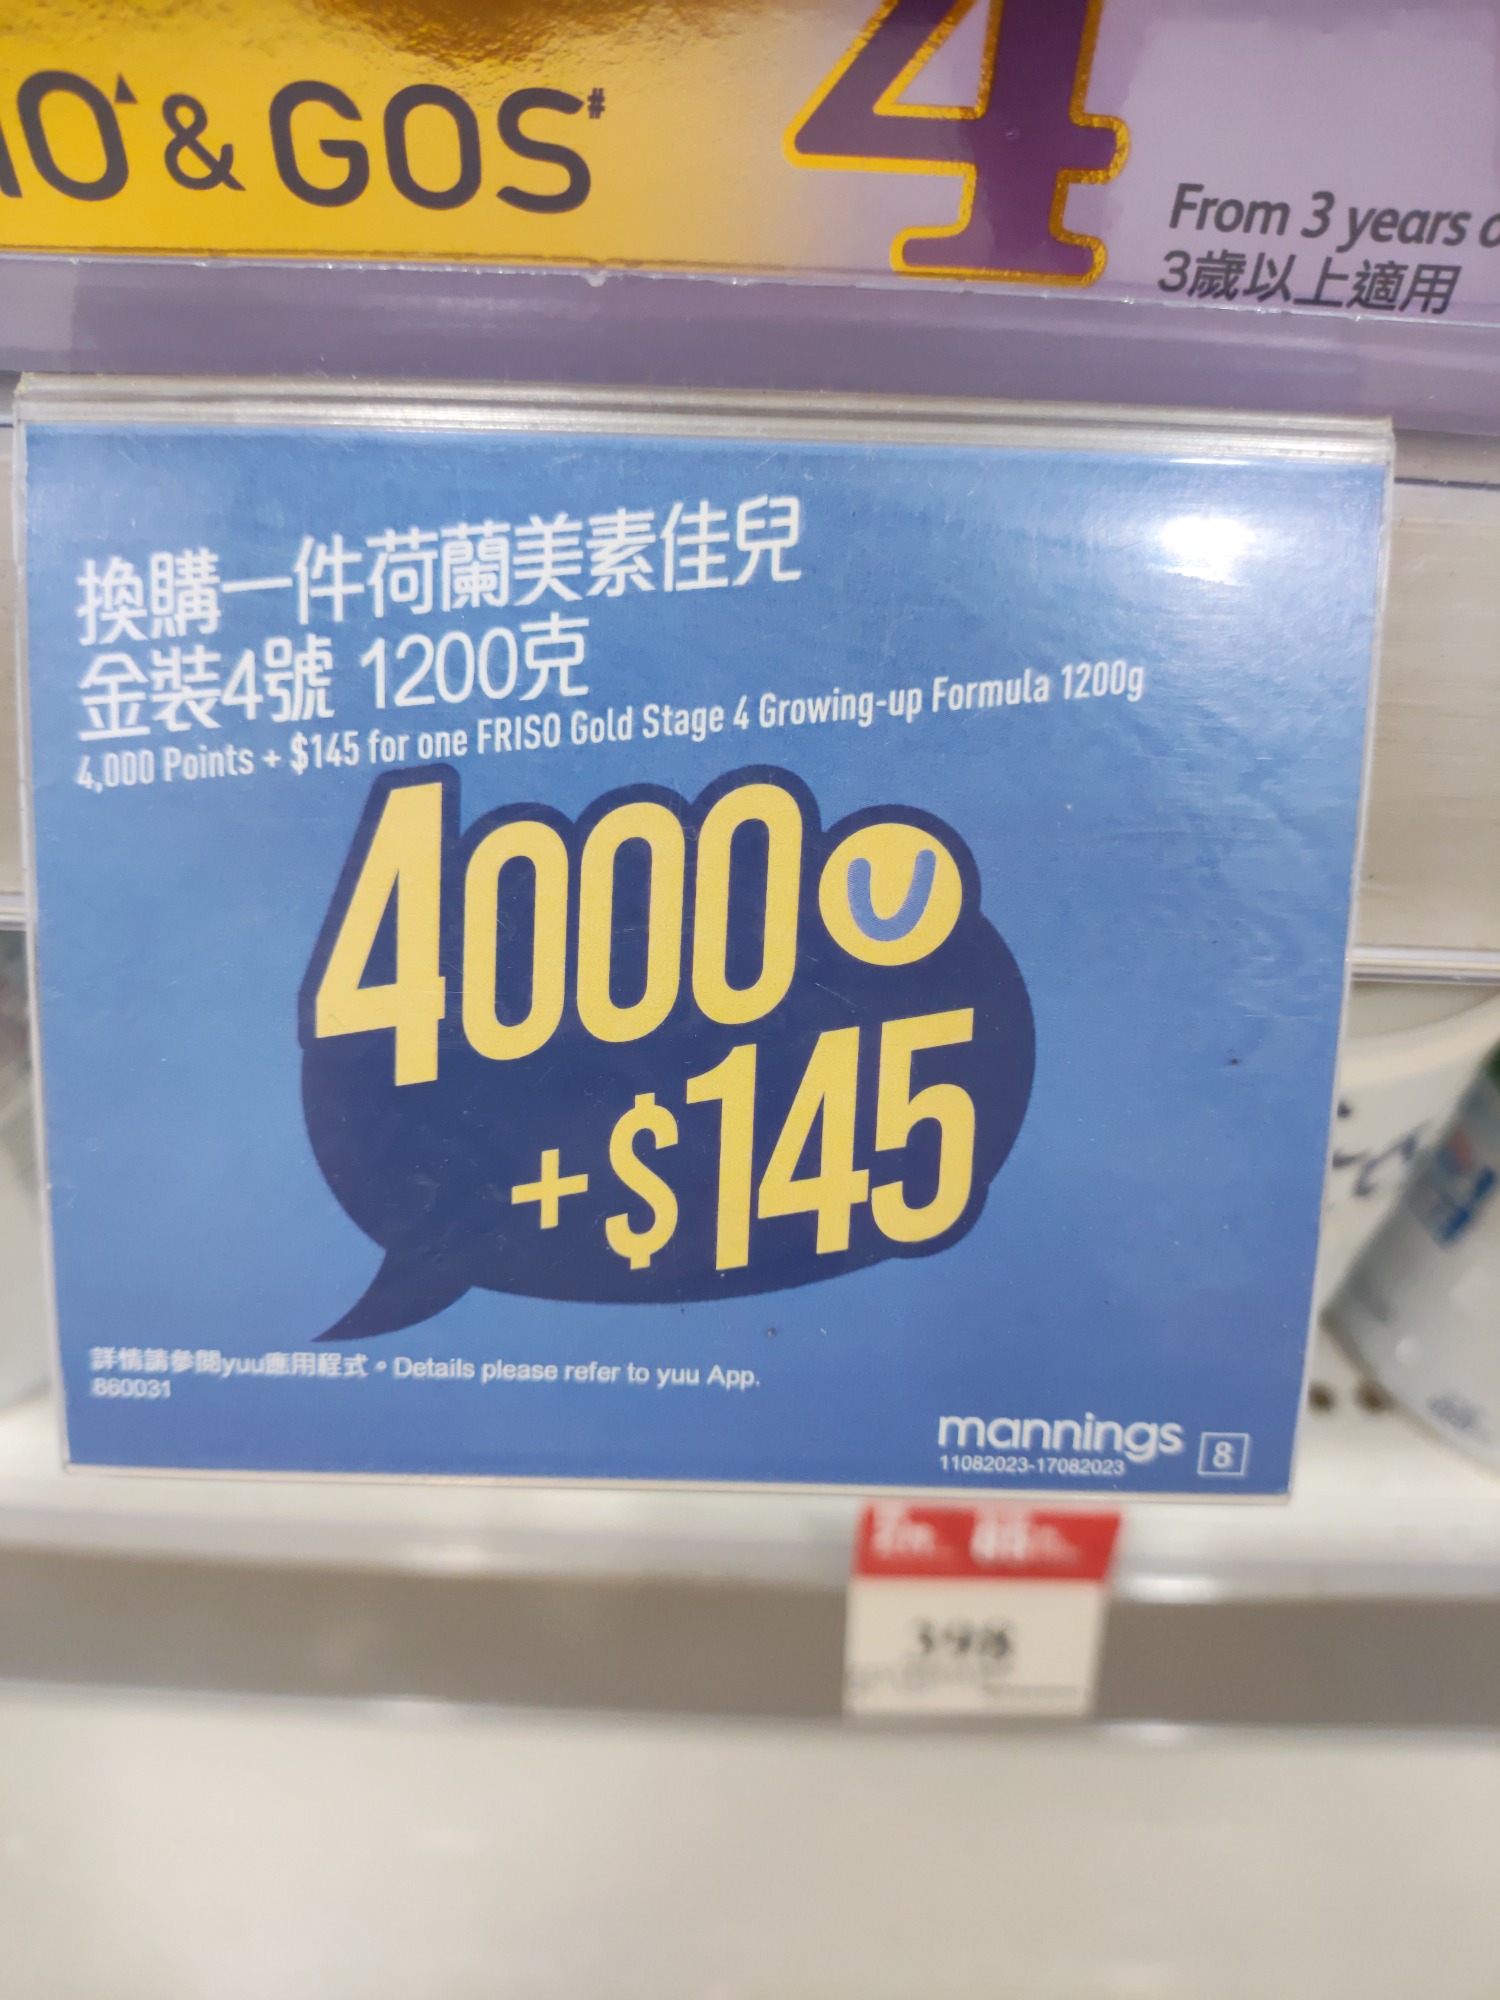 & GOS#
4
From 3 years
3歲以上適用
換購一件荷蘭美素佳兒
金裝4號 1200克
4,000 Points + $145 for one FRISO Gold Stage 4 Growing-up Formula 1200g
4000
+$145
詳情請參閱yuu應用程式。Details please refer to yuu App.
860031
mannings 8
11082023-17082023